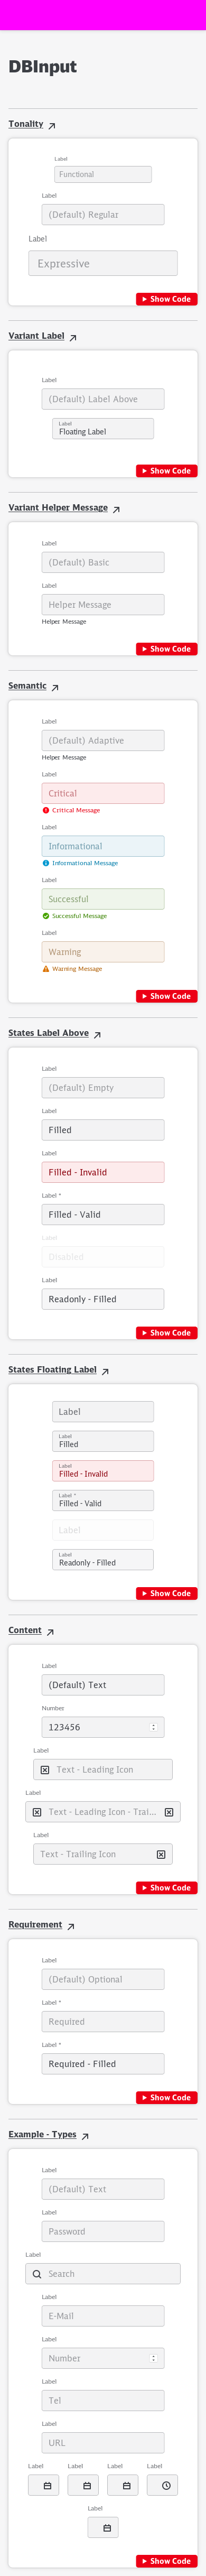 DBInput
Tonality
Label
Functional
Label
(Default) Regular
Label
Expressive
Show Code
Variant Label
Label
(Default) Label Above
Label
Floating Label
Show Code
Variant Helper Message
Label
(Default) Basic
Label
Helper Message
Helper Message
Show Code
Semantic
Label
(Default) Adaptive
Helper Message
Label
Critical
Critical Message
Label
Informational
Informational Message
Label
Successful
Successful Message
Label
Warning
Warning Message
Show Code
States Label Above
Label
(Default) Empty
Label
Filled
Label
Filled - Invalid
Label *
Filled - Valid
Label
Disabled
Label
Readonly - Filled
Show Code
States Floating Label
Label
Label
Filled
Label
Filled - Invalid
Label *
Filled - Valid
Label
Label
Readonly - Filled
Show Code
Content
Label
(Default) Text
Number
123456
Label
Text - Leading Icon
Label
Text - Leading Icon - Trai...
Label
Text - Trailing Icon
Show Code
Requirement
Label
(Default) Optional
Label *
Required
Label *
Required - Filled
Show Code
Example - Types
Label
(Default) Text
Label
Password
Label
Search
Label
E-Mail
Label
Number
Label
Tel
Label
URL
Label Label Label Label
Label
Show Code